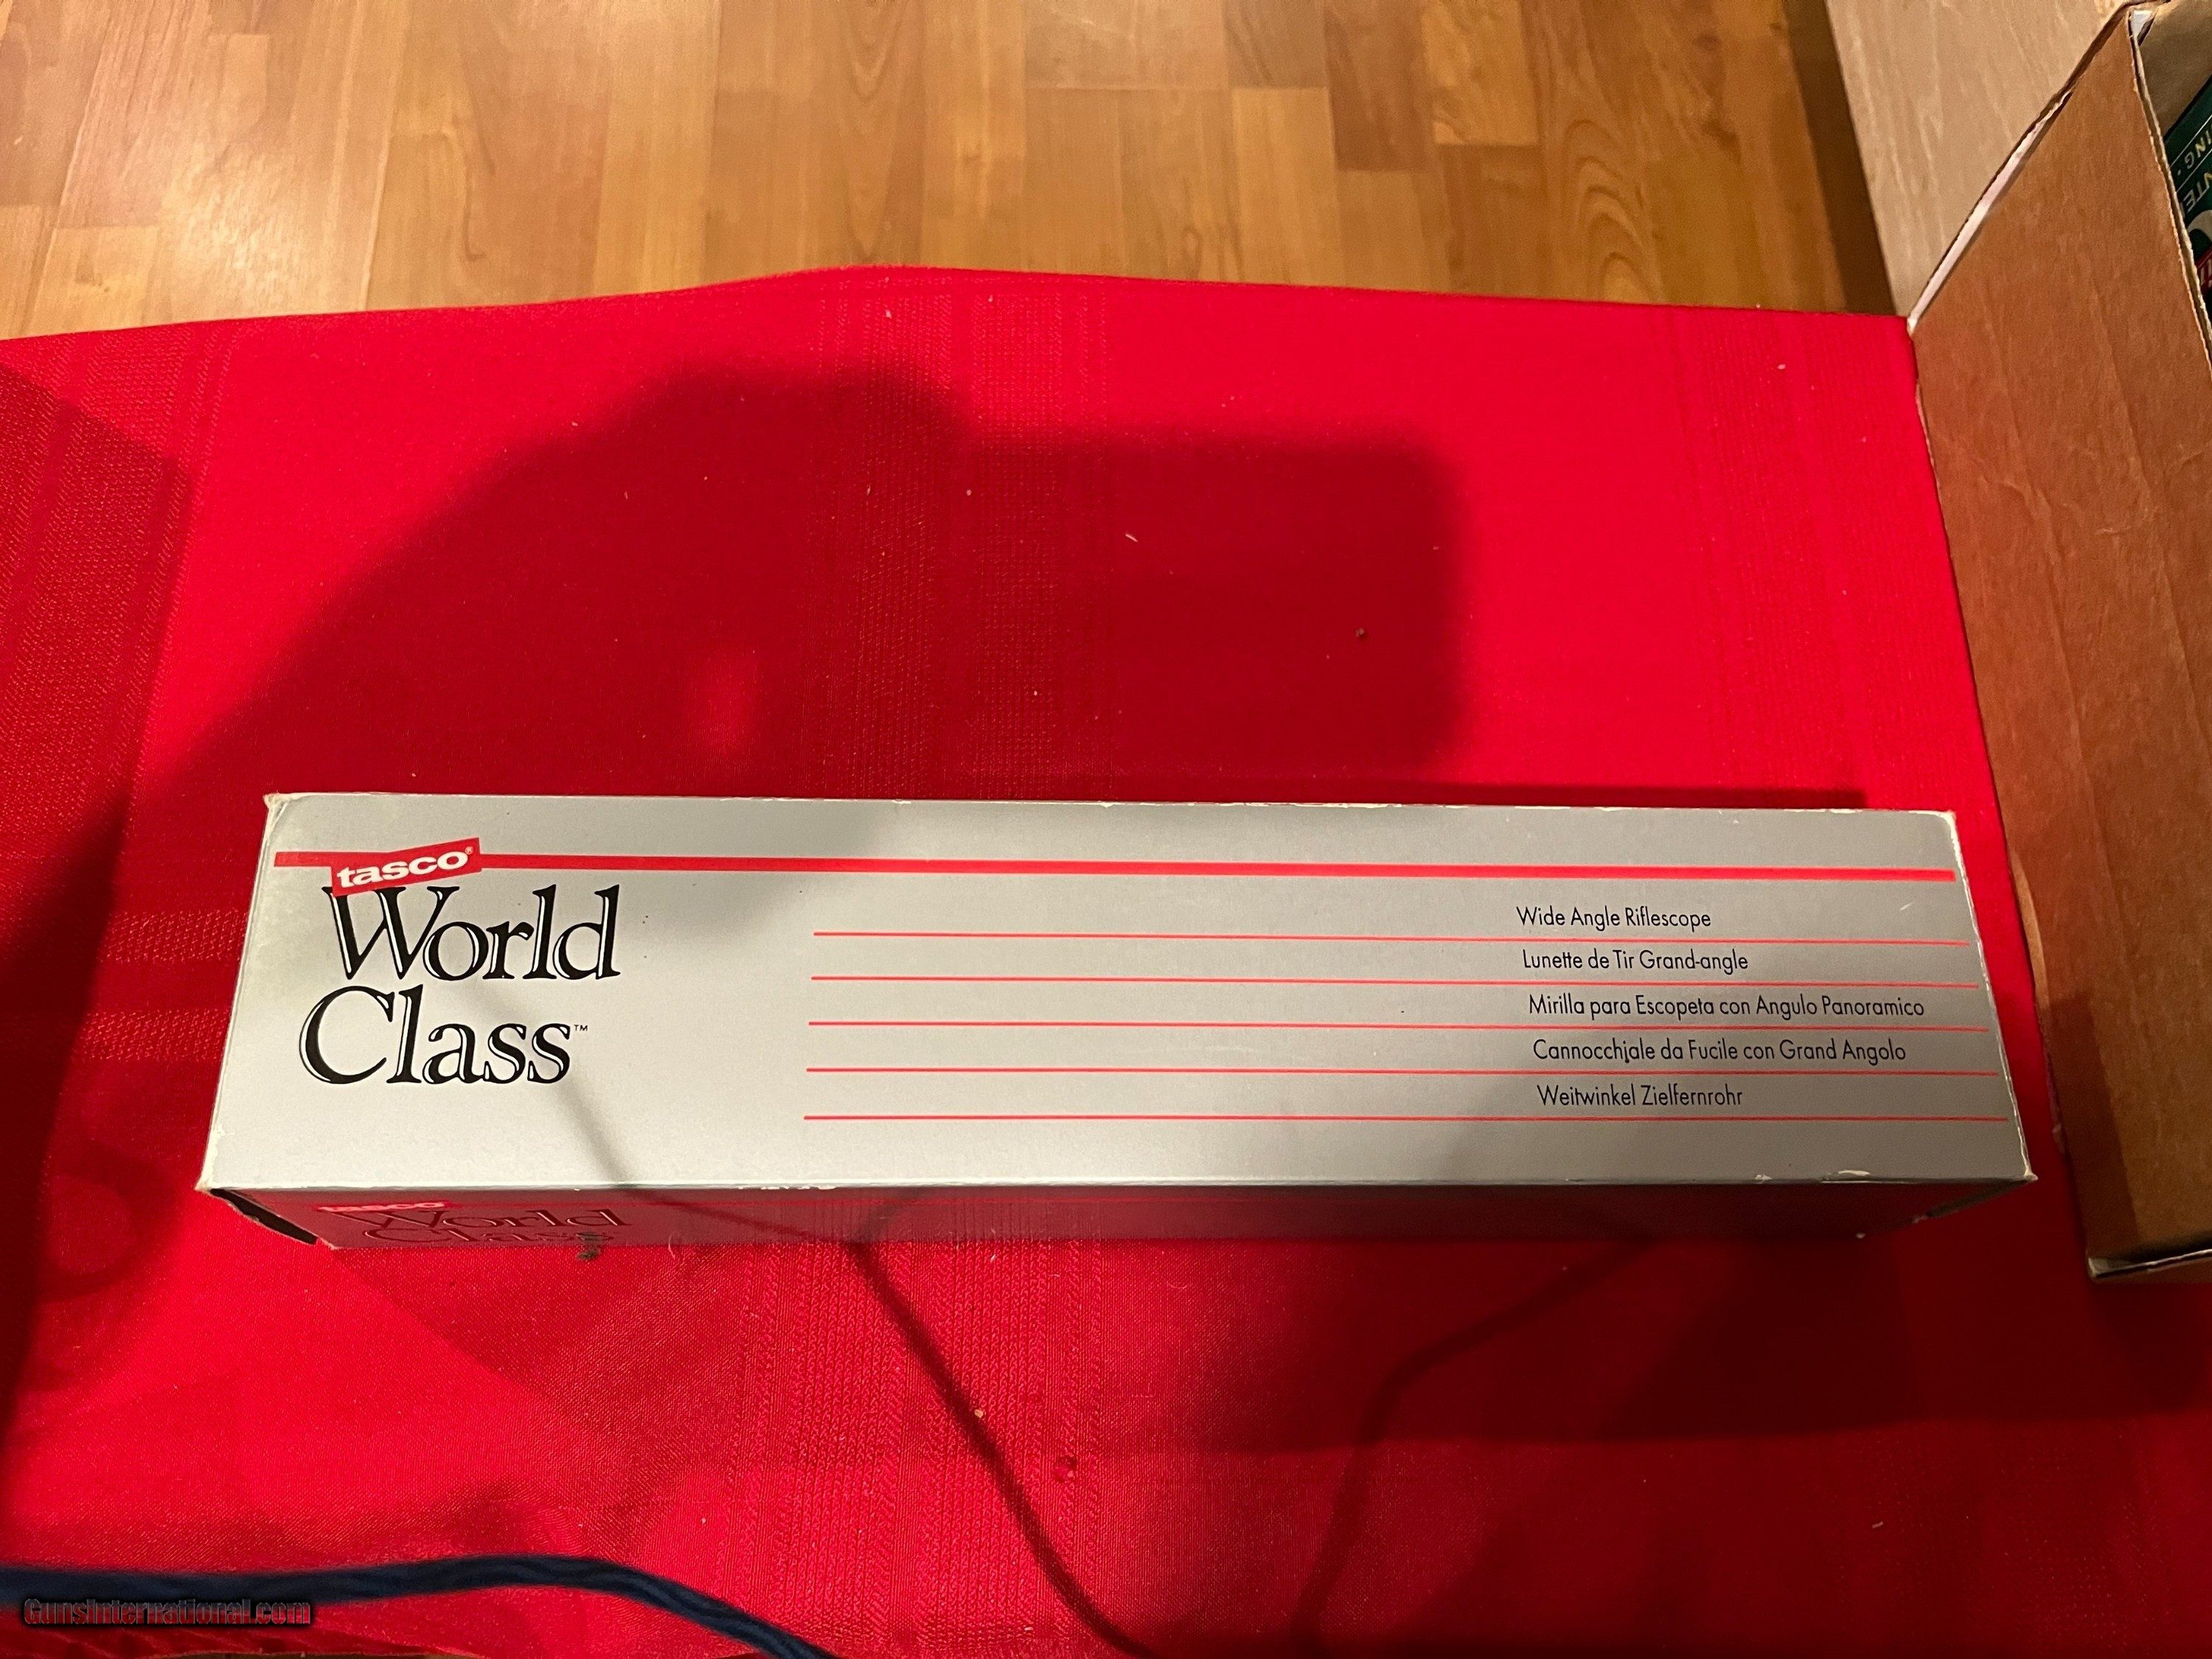 tasco®
World
Class™
Wide Angle Riflescope
Lunette de Tir Grand-angle
Mirilla para Escopeta con Angulo Panoramico
Cannocchjale da Fucile con Grand Angolo
Weitwinkel Zielfernrohr
tasco
World
Class
GunsInternational.com